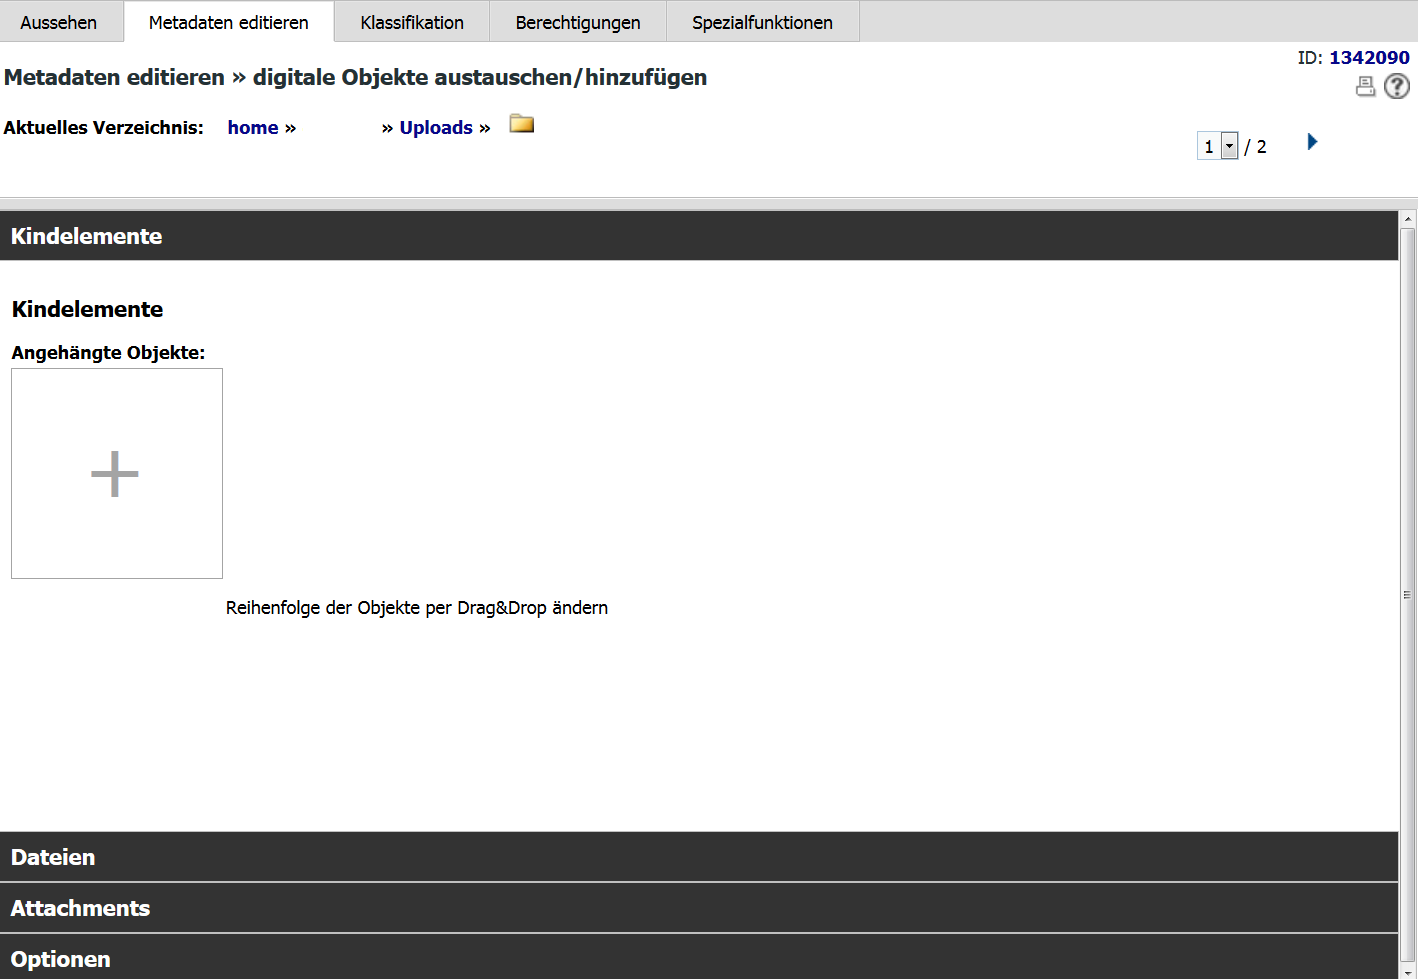 Aussehen Metadaten editieren Klassifikation Berechtigungen Spezialfunktionen
ID: 1342090
Metadaten editieren » digitale Objekte austauschen/hinzufügen
Aktuelles Verzeichnis: home » » Uploads »
1 / 2
Kindelemente
Kindelemente
Angehängte Objekte:
Reihenfolge der Objekte per Drag&Drop ändern
Dateien
Attachments
Optionen